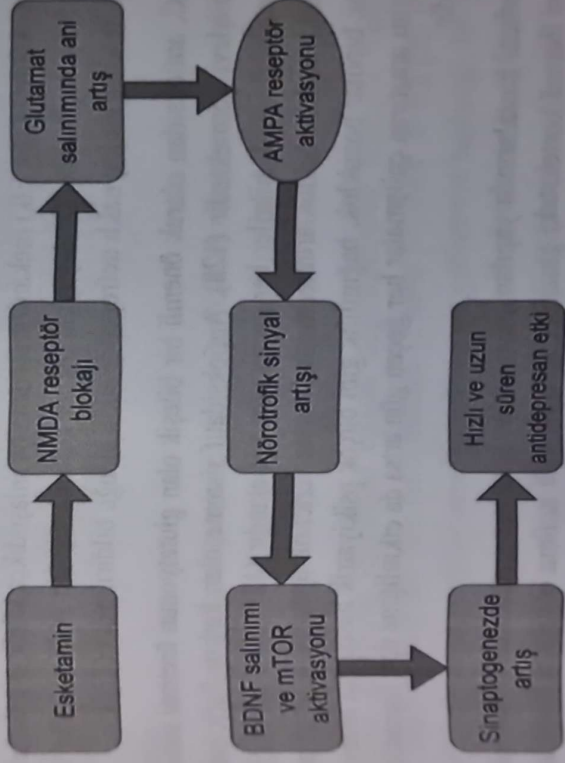 Esketamin
NMDA reseptör
blokajı
Glutamat
salınımında ani
artış
AMPA reseptör
aktivasyonu
Nörotrofik sinyal
artışı
BDNF salınımı
ve mTOR
aktivasyonu
Sinaptogenezde
artış
Hızlı ve uzun
süren
antidepresan etki